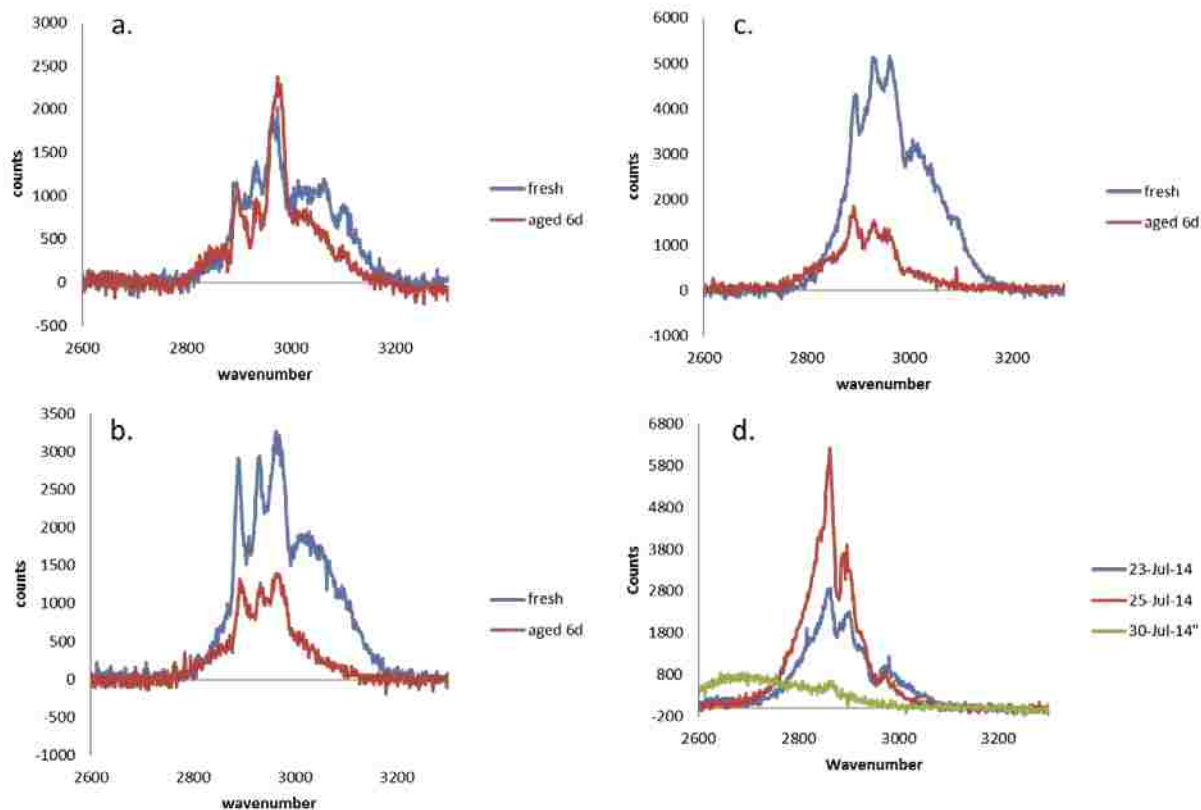 a.
3000
2500
2000
1500
1000
500
0
-500
counts
2600 2800 3000 3200
wavenumber
fresh
aged 6d
c.
6000
5000
4000
3000
2000
1000
0
-1000
counts
2600 2800 3000 3200
wavenumber
fresh
aged 6d
b.
3500
3000
2500
2000
1500
1000
500
0
-500
-1000
counts
2600 2800 3000 3200
wavenumber
fresh
aged 6d
d.
6800
5800
4800
3800
2800
1800
800
-200
Counts
2600 2800 3000 3200
Wavenumber
23-Jul-14
25-Jul-14
30-Jul-14"